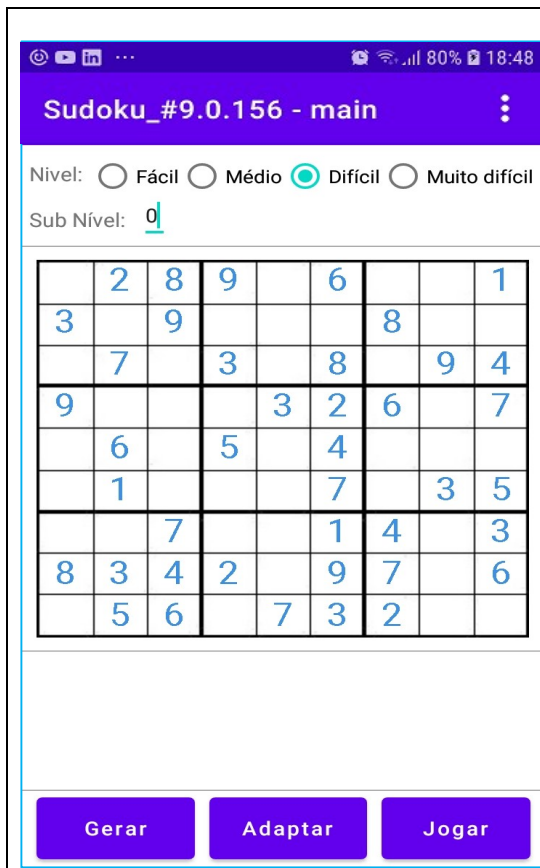 in ... 80% 18:48
Sudoku_#9.0.156 - main
Nivel: Fácil Médio Difícil Muito difícil
Sub Nível: 0
2 8 9 6 1
3 9 8
7 3 8 9 4
9 3 2 6 7
6 5 4
1 7 3 5
7 1 4 3
8 3 4 2 9 7 6
5 6 7 3 2
Gerar Adaptar Jogar